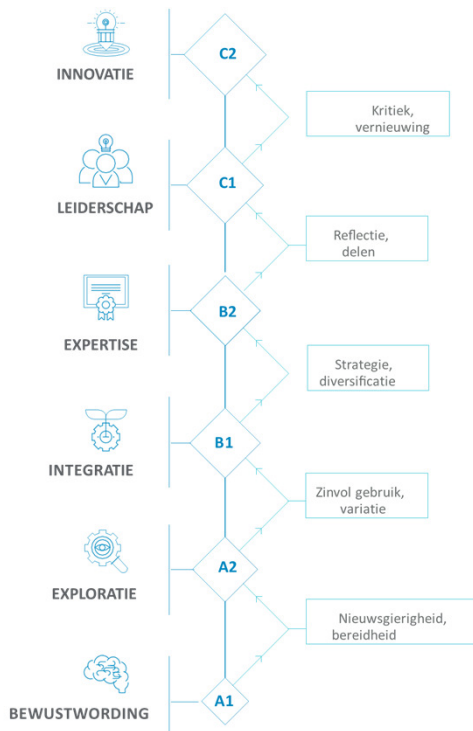 INNOVATIE
C2
Kritiek,
vernieuwing
LEIDERSCHAP
C1
Reflectie,
delen
EXPERTISE
B2
Strategie,
diversificatie
INTEGRATIE
B1
Zinvol gebruik,
variatie
EXPLORATIE
A2
Nieuwsgierigheid,
bereidheid
BEWUSTWORDING
A1